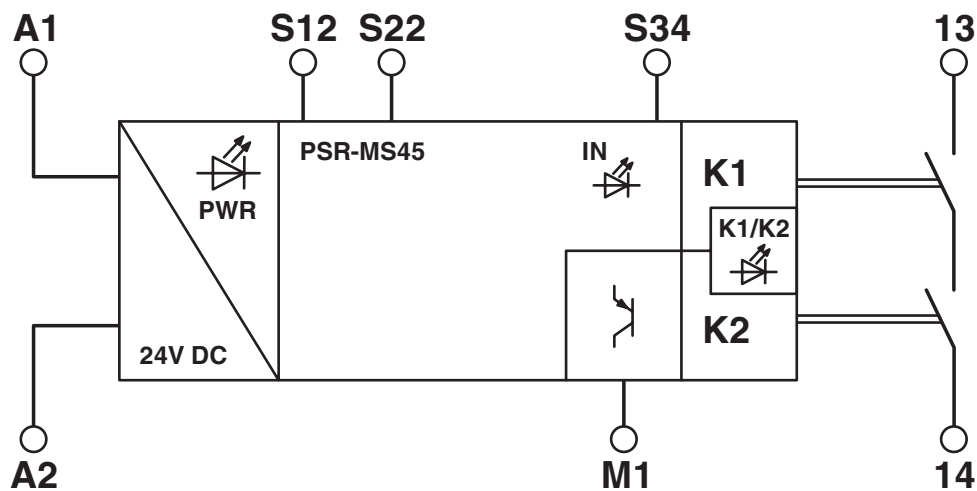 A1
S12
S22
S34
13
PWR
PSR-MS45
IN
K1
K1/K2
K2
24V DC
A2
M1
14